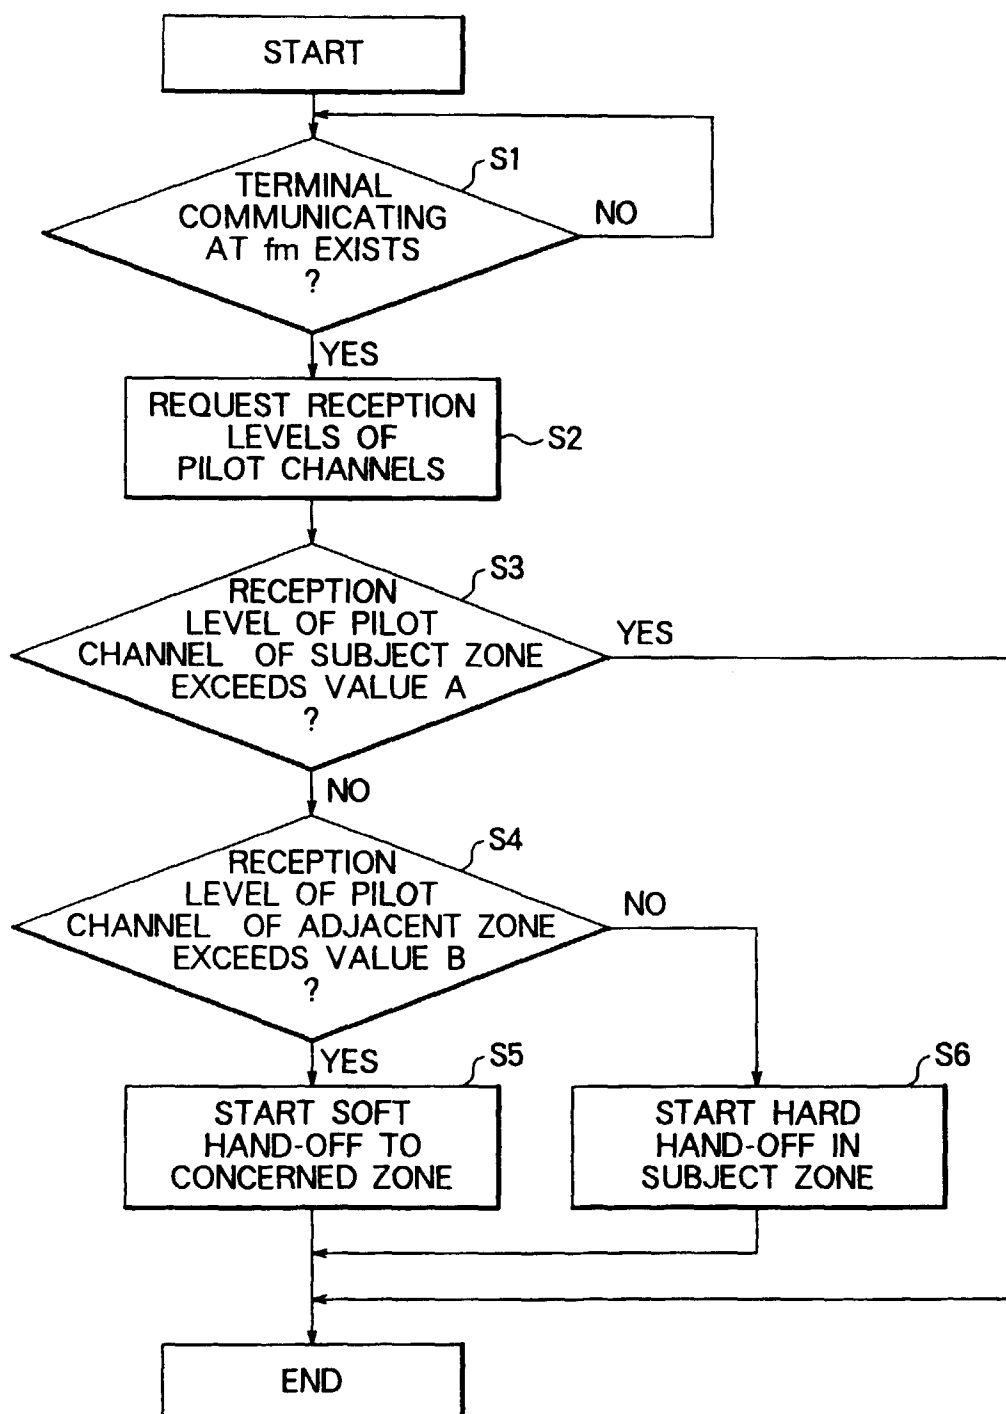 START
S1
TERMINAL
COMMUNICATING
AT fm EXISTS
?
NO
YES
REQUEST RECEPTION
LEVELS OF
PILOT CHANNELS
S2
S3
RECEPTION
LEVEL OF PILOT
CHANNEL OF SUBJECT ZONE
EXCEEDS VALUE A
?
YES
NO
S4
RECEPTION
LEVEL OF PILOT
CHANNEL OF ADJACENT ZONE
EXCEEDS VALUE B
?
NO
YES
S5
START SOFT
HAND-OFF TO
CONCERNED ZONE
S6
START HARD
HAND-OFF IN
SUBJECT ZONE
END